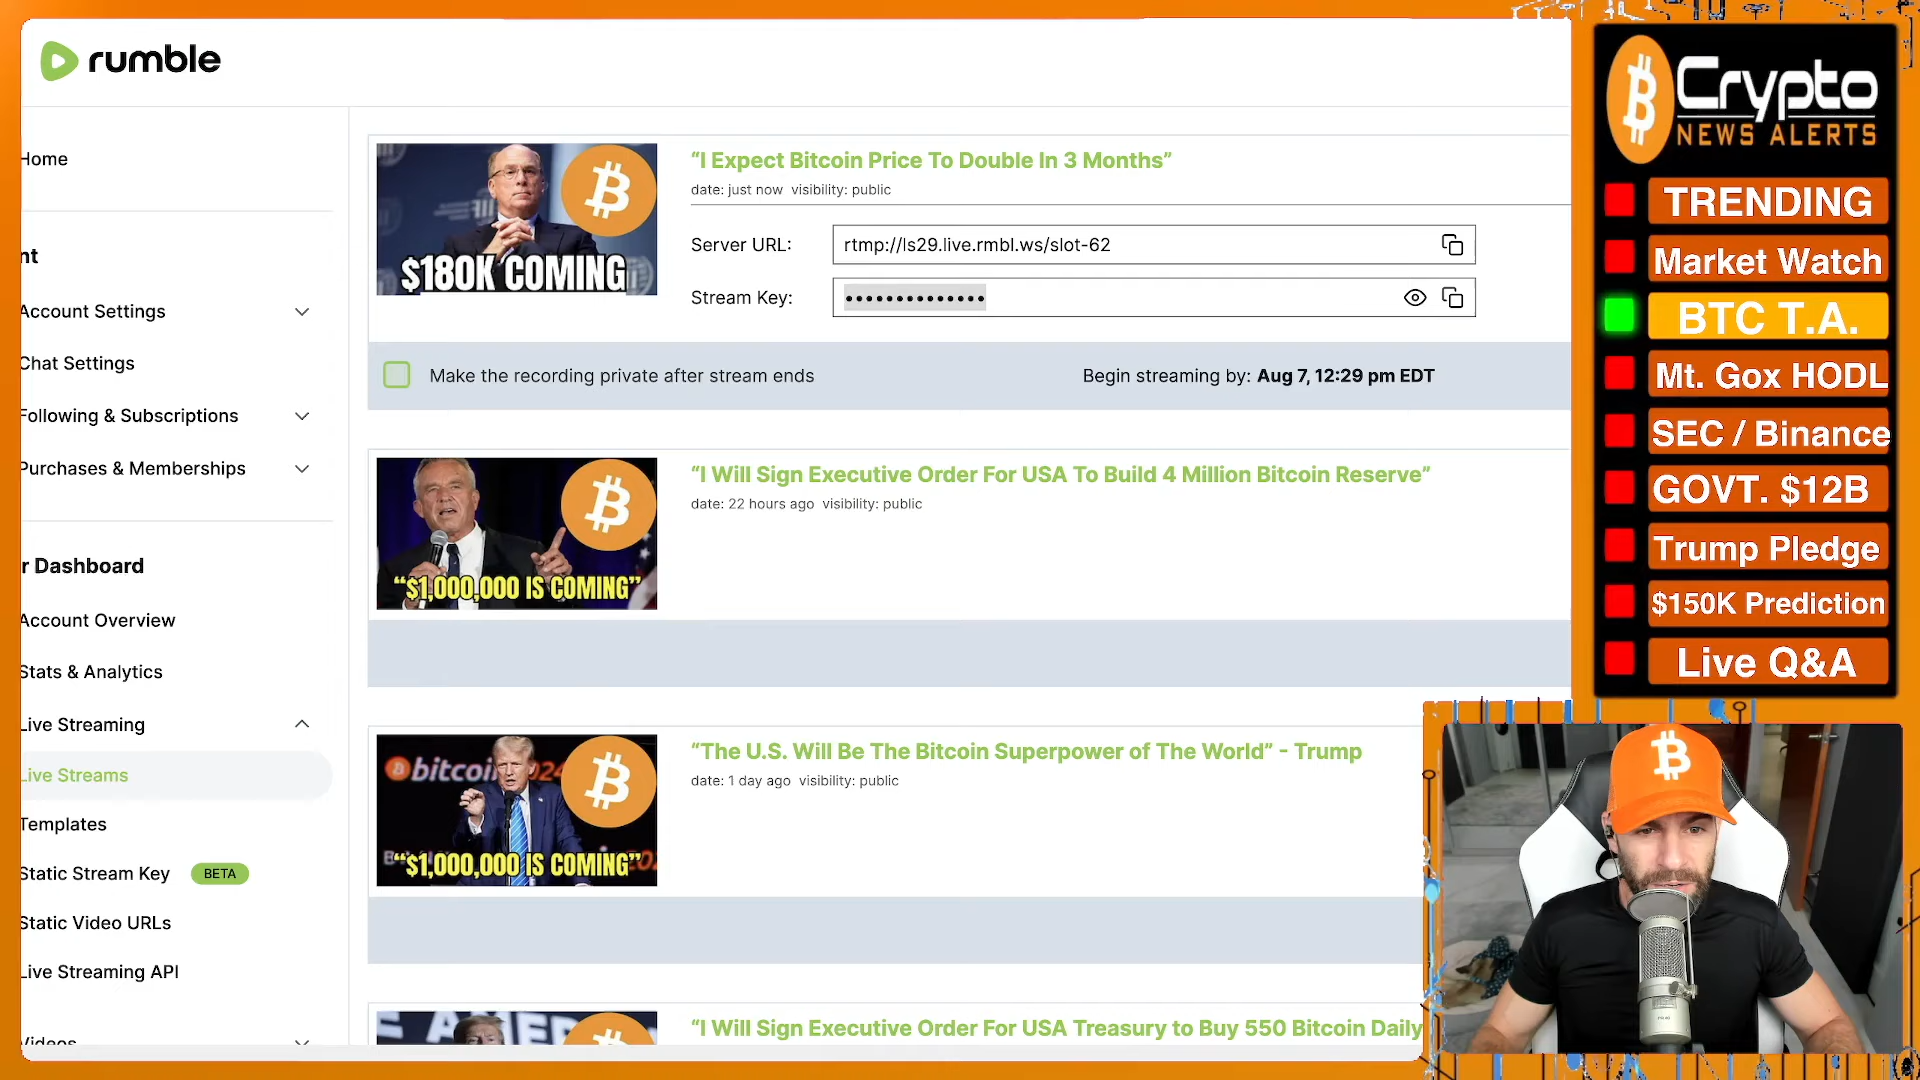 rumble
Home
nt
Account Settings
Chat Settings
Following & Subscriptions
Purchases & Memberships
r Dashboard
Account Overview
Stats & Analytics
Live Streaming
Live Streams
Templates
Static Stream Key BETA
Static Video URLs
Live Streaming API
Videos
$180K COMING
“I Expect Bitcoin Price To Double In 3 Months”
date: just now visibility: public
Server URL: rtmp://ls29.live.rmbl.ws/slot-62
Stream Key: ••••••••••••••
Make the recording private after stream ends
Begin streaming by: Aug 7, 12:29 pm EDT
“$1,000,000 IS COMING”
“I Will Sign Executive Order For USA To Build 4 Million Bitcoin Reserve”
date: 22 hours ago visibility: public
“$1,000,000 IS COMING”
“The U.S. Will Be The Bitcoin Superpower of The World” - Trump
date: 1 day ago visibility: public
“I Will Sign Executive Order For USA Treasury to Buy 550 Bitcoin Daily
Crypto
NEWS ALERTS
TRENDING
Market Watch
BTC T.A.
Mt. Gox HODL
SEC / Binance
GOVT. $12B
Trump Pledge
$150K Prediction
Live Q&A